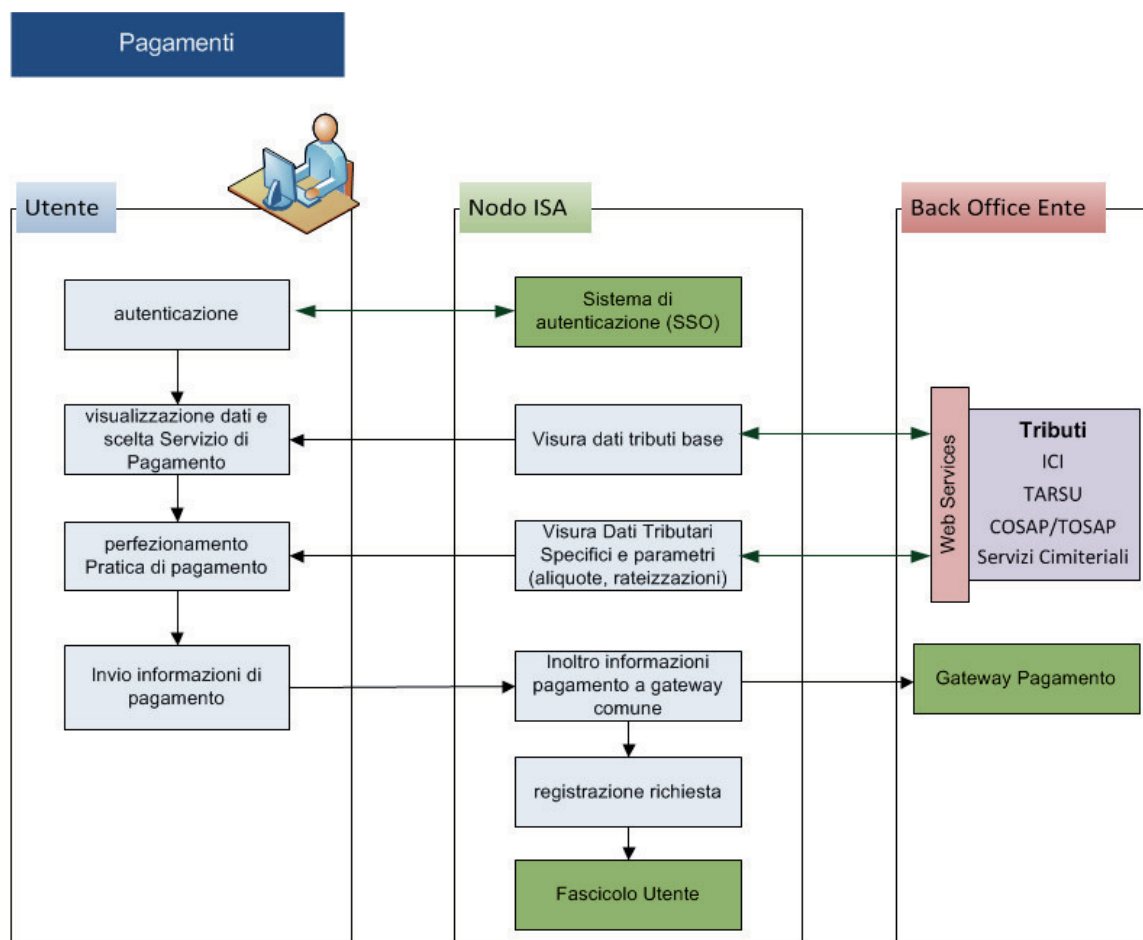 Pagamenti
Utente
Nodo ISA
Back Office Ente
autenticazione
Sistema di
autenticazione (SSO)
visualizzazione dati e
scelta Servizio di
Pagamento
Visura dati tributi base
Web Services
Tributi
ICI
TARSU
COSAP/TOSAP
Servizi Cimiteriali
perfezionamento
Pratica di pagamento
Visura Dati Tributari
Specifici e parametri
(aliquote, rateizzazioni)
Invio informazioni di
pagamento
Inoltro informazioni
pagamento a gateway
comune
Gateway Pagamento
registrazione richiesta
Fascicolo Utente